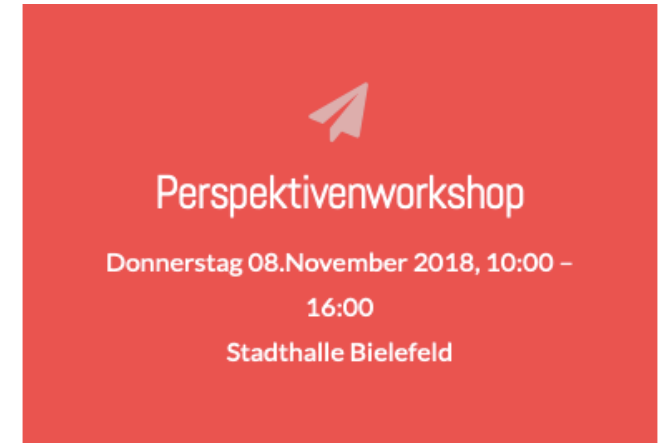 Perspektivenworkshop
Donnerstag 08.November 2018, 10:00 –
16:00
Stadthalle Bielefeld